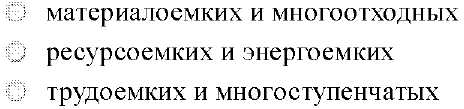 материалоемких и многоотходных
ресурсоемких и энергоемких
трудоемких и многоступенчатых